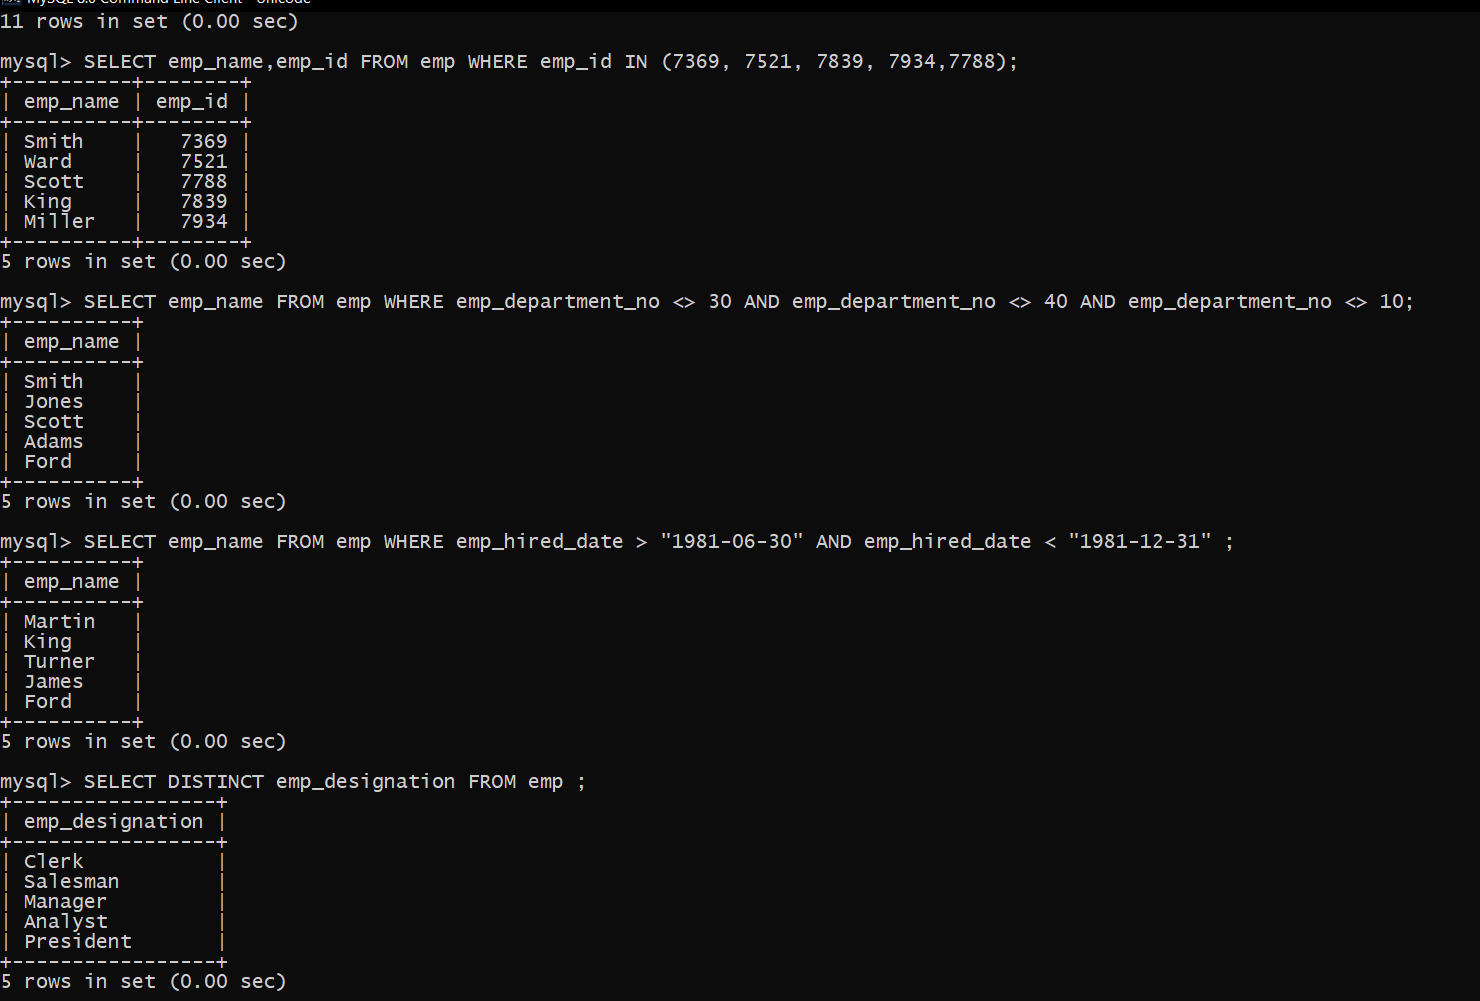 MySQL 8.0 Command Line Client - Unicode
11 rows in set (0.00 sec)

mysql> SELECT emp_name,emp_id FROM emp WHERE emp_id IN (7369, 7521, 7839, 7934,7788);
+----------+--------+
| emp_name | emp_id |
+----------+--------+
| Smith    |   7369 |
| Ward     |   7521 |
| Scott    |   7788 |
| King     |   7839 |
| Miller   |   7934 |
+----------+--------+
5 rows in set (0.00 sec)

mysql> SELECT emp_name FROM emp WHERE emp_department_no <> 30 AND emp_department_no <> 40 AND emp_department_no <> 10;
+----------+
| emp_name |
+----------+
| Smith    |
| Jones    |
| Scott    |
| Adams    |
| Ford     |
+----------+
5 rows in set (0.00 sec)

mysql> SELECT emp_name FROM emp WHERE emp_hired_date > "1981-06-30" AND emp_hired_date < "1981-12-31" ;
+----------+
| emp_name |
+----------+
| Martin   |
| King     |
| Turner   |
| James    |
| Ford     |
+----------+
5 rows in set (0.00 sec)

mysql> SELECT DISTINCT emp_designation FROM emp ;
+-----------------+
| emp_designation |
+-----------------+
| Clerk           |
| Salesman        |
| Manager         |
| Analyst         |
| President       |
+-----------------+
5 rows in set (0.00 sec)